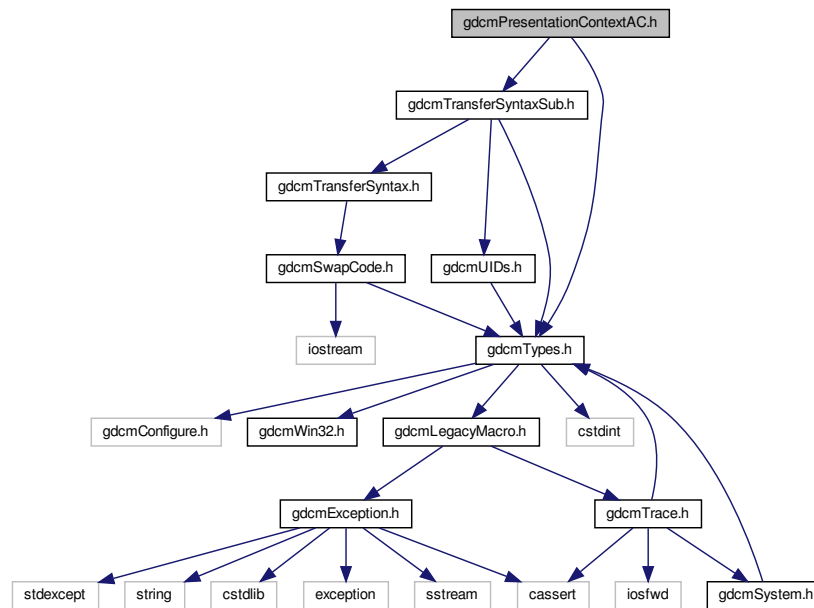 gdcmPresentationContextAC.h
gdcmTransferSyntaxSub.h
gdcmTransferSyntax.h
gdcmSwapCode.h
gdcmUIDs.h
iostream
gdcmTypes.h
gdcmConfigure.h
gdcmWin32.h
gdcmLegacyMacro.h
cstdint
gdcmException.h
gdcmTrace.h
stdexcept
string
cstdlib
exception
sstream
cassert
iosfwd
gdcmSystem.h